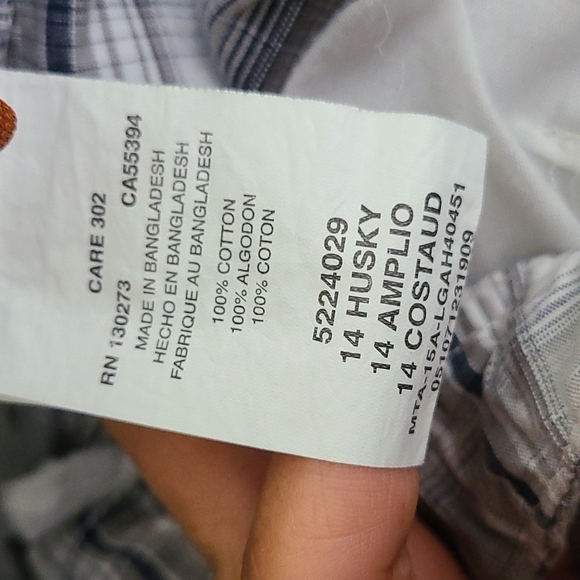 CARE 302
RN 130273 CA55394
MADE IN BANGLADESH
HECHO EN BANGLADESH
FABRIQUE AU BANGLADESH
100% COTTON
100% ALGODON
100% COTON
5224029
14 HUSKY
14 AMPLIO
14 COSTAUD
MTA-15A-LGAH40451
051071231909